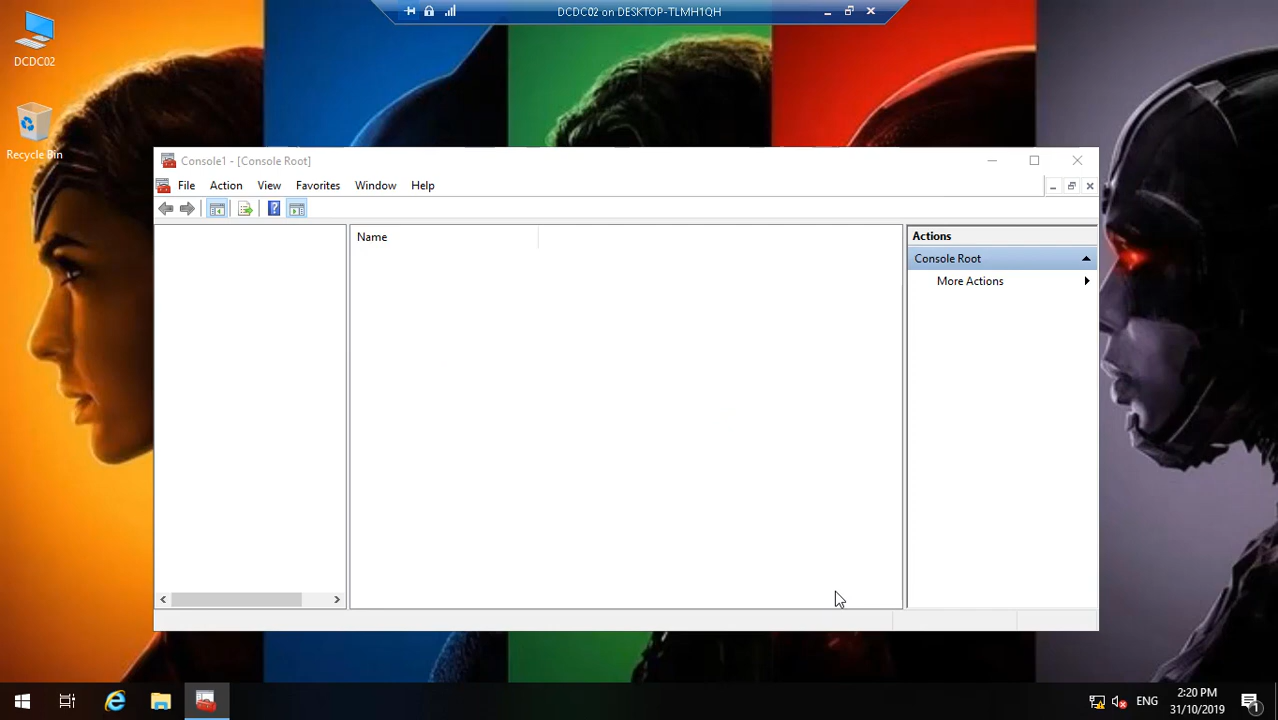 DCDC02 on DESKTOP-TLMH1QH
DCDC02
Recycle Bin
Console1 - [Console Root]
File Action View Favorites Window Help
Name
Actions
Console Root
More Actions
ENG
2:20 PM
31/10/2019
1